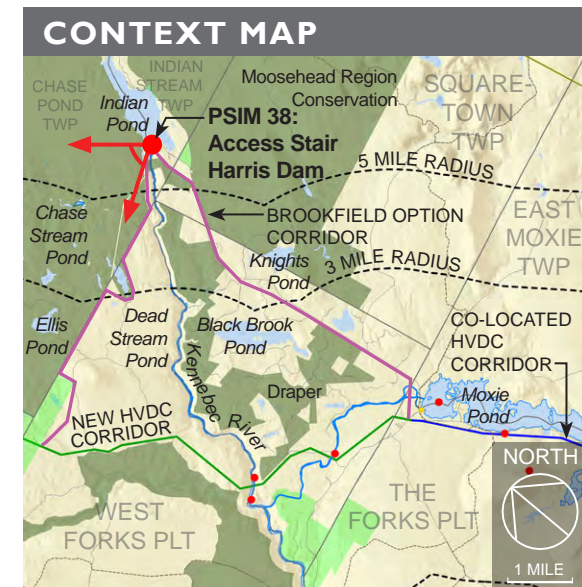 CONTEXT MAP
CHASE
POND
TWP
INDIAN
STREAM
TWP
Indian
Pond
Moosehead Region
Conservation
SQUARE-
TOWN
TWP
PSIM 38:
Access Stair
Harris Dam
5 MILE RADIUS
Chase
Stream
Pond
BROOKFIELD OPTION
CORRIDOR
EAST
MOXIE
TWP
Knights
Pond
3 MILE RADIUS
Ellis
Pond
Dead
Stream
Pond
Black Brook
Pond
CO-LOCATED
HVDC
CORRIDOR
Kennebec
River
Draper
Moxie
Pond
NEW HVDC
CORRIDOR
NORTH
WEST
FORKS PLT
THE
FORKS PLT
1 MILE